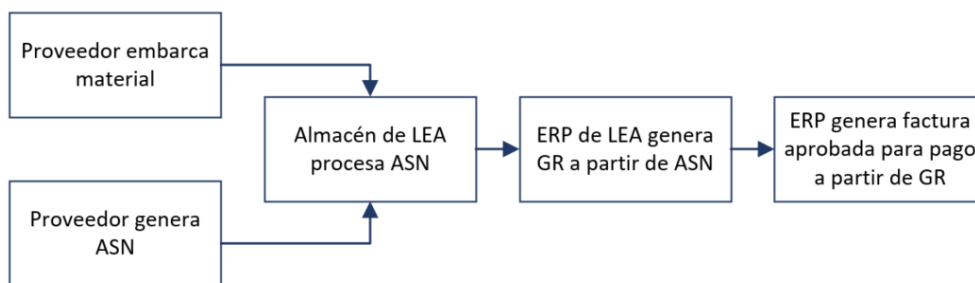 Proveedor embarca
material
Proveedor genera
ASN
Almacén de LEA
procesa ASN
ERP de LEA genera
GR a partir de ASN
ERP genera factura
aprobada para pago
a partir de GR